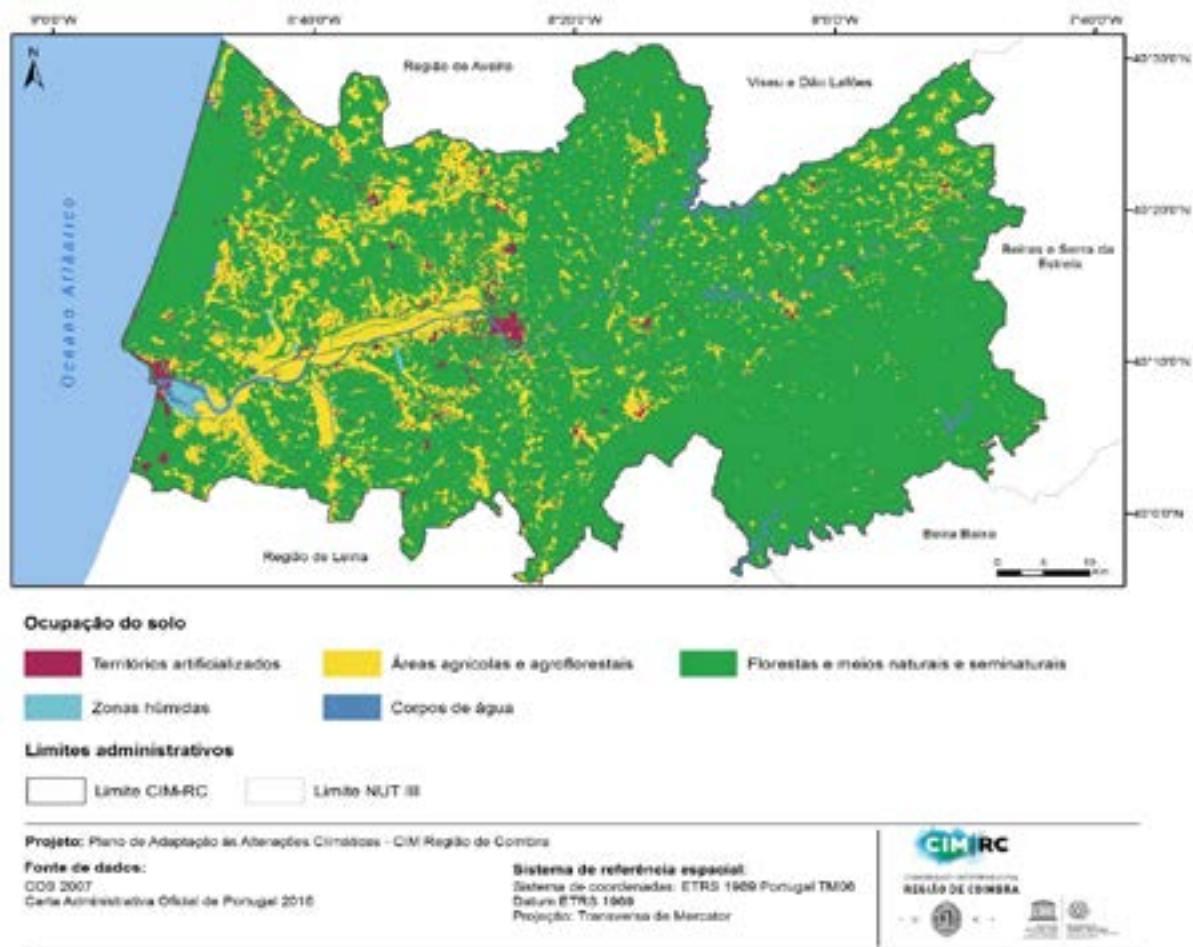 9°0'0"W 8°40'0"W 8°20'0"W 8°0'0"W 7°40'0"W
N
Região de Aveiro
Viseu e Dão Lafões
40°30'0"N
40°20'0"N
Oceano Atlântico
Beiras e Serra da
Estrela
40°10'0"N
40°0'0"N
Beira Baixa
Região de Leiria
0 5 10
Km
Ocupação do solo
Territórios artificializados
Áreas agrícolas e agroflorestais
Florestas e meios naturais e seminaturais
Zonas húmidas
Corpos de água
Limites administrativos
Limite CIM-RC
Limite NUT III
Projeto: Plano de Adaptação às Alterações Climáticas - CIM Região de Coimbra
Fonte de dados:
COS 2007
Carta Administrativa Oficial de Portugal 2016
Sistema de referência espacial:
Sistema de coordenadas: ETRS 1989 Portugal TM06
Datum ETRS 1989
Projeção: Transversa de Mercator
CIM RC
REGIÃO DE COIMBRA